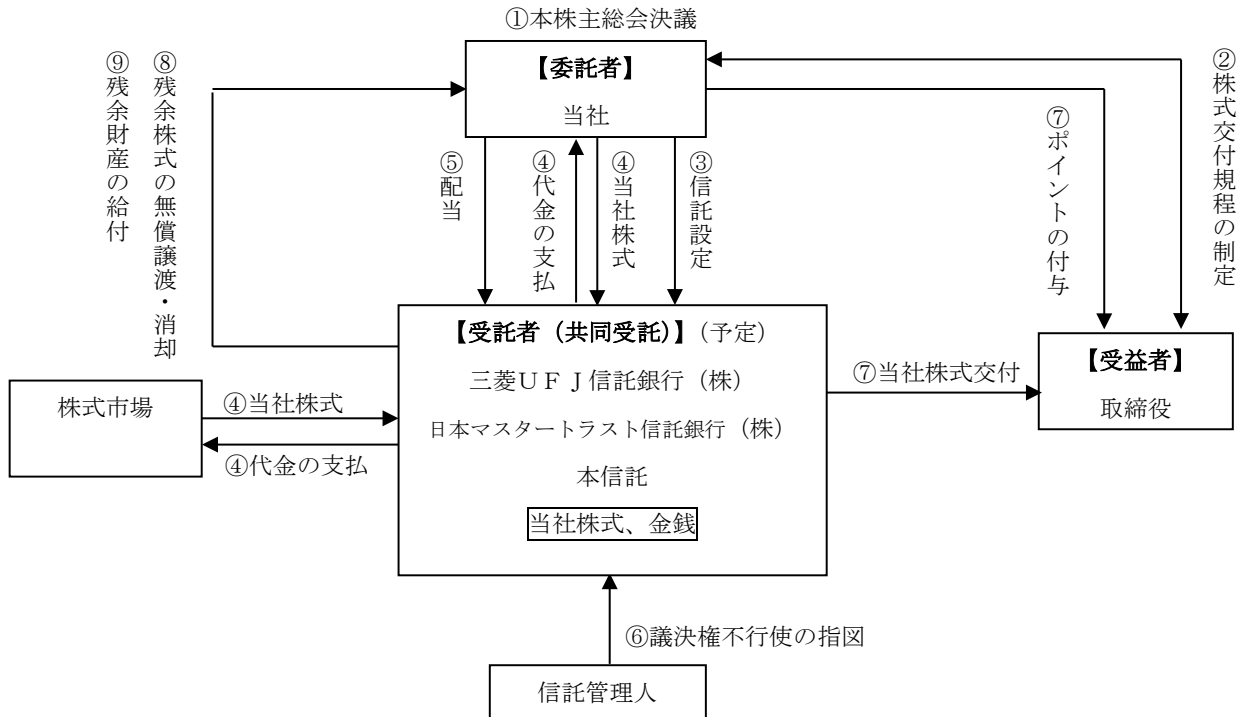 ①本株主総会決議
【委託者】
当社
⑨残余財産の給付
⑧残余株式の無償譲渡・消却
⑤配当
④代金の支払
④当社株式
③信託設定
⑦ポイントの付与
②株式交付規程の制定
【受託者（共同受託）】（予定）
三菱ＵＦＪ信託銀行（株）
日本マスタートラスト信託銀行（株）
本信託
当社株式、金銭
株式市場
④当社株式
④代金の支払
⑦当社株式交付
【受益者】
取締役
⑥議決権不行使の指図
信託管理人